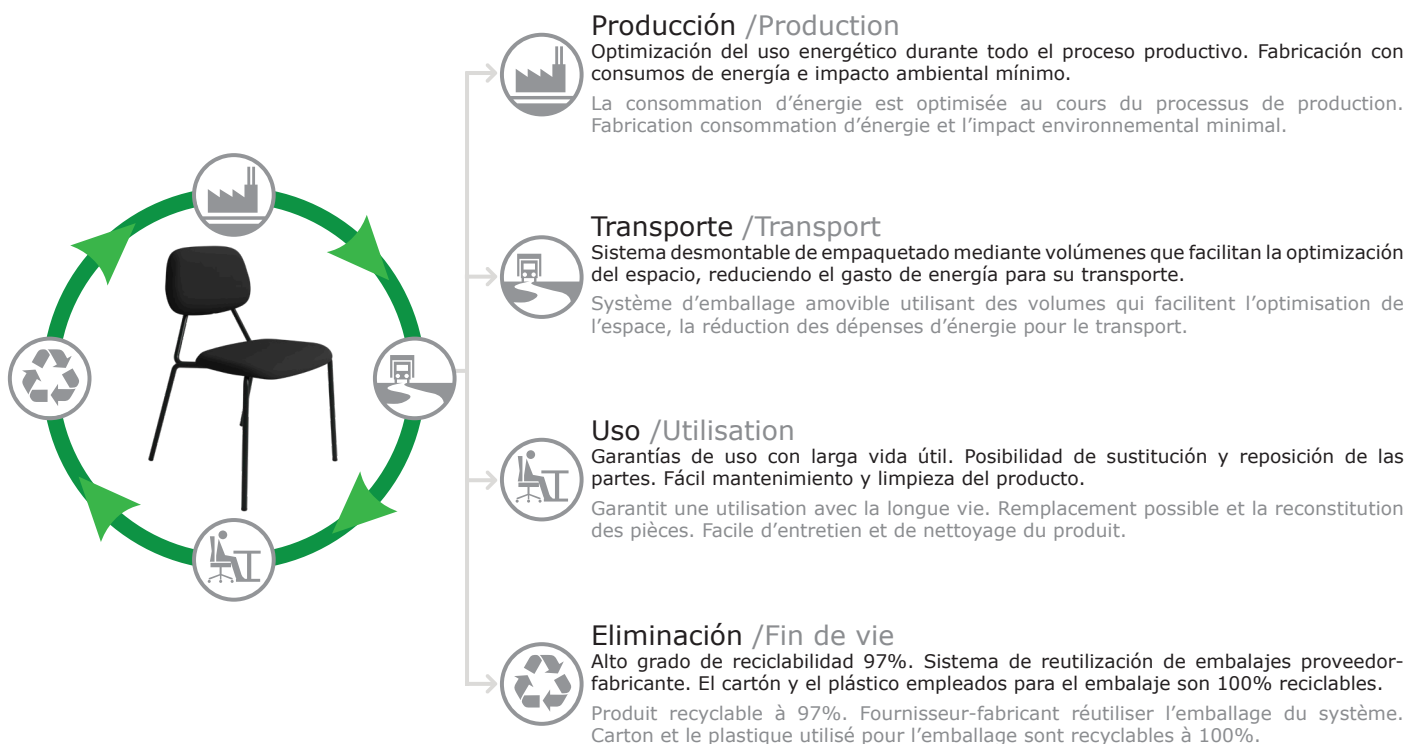 Producción /Production
Optimización del uso energético durante todo el proceso productivo. Fabricación con
consumos de energía e impacto ambiental mínimo.
La consommation d’énergie est optimisée au cours du processus de production.
Fabrication consommation d’énergie et l’impact environnemental minimal.
Transporte /Transport
Sistema desmontable de empaquetado mediante volúmenes que facilitan la optimización
del espacio, reduciendo el gasto de energía para su transporte.
Système d’emballage amovible utilisant des volumes qui facilitent l’optimisation de
l’espace, la réduction des dépenses d’énergie pour le transport.
Uso /Utilisation
Garantías de uso con larga vida útil. Posibilidad de sustitución y reposición de las
partes. Fácil mantenimiento y limpieza del producto.
Garantit une utilisation avec la longue vie. Remplacement possible et la reconstitution
des pièces. Facile d’entretien et de nettoyage du produit.
Eliminación /Fin de vie
Alto grado de reciclabilidad 97%. Sistema de reutilización de embalajes proveedor-
fabricante. El cartón y el plástico empleados para el embalaje son 100% reciclables.
Produit recyclable à 97%. Fournisseur-fabricant réutiliser l’emballage du système.
Carton et le plastique utilisé pour l’emballage sont recyclables à 100%.